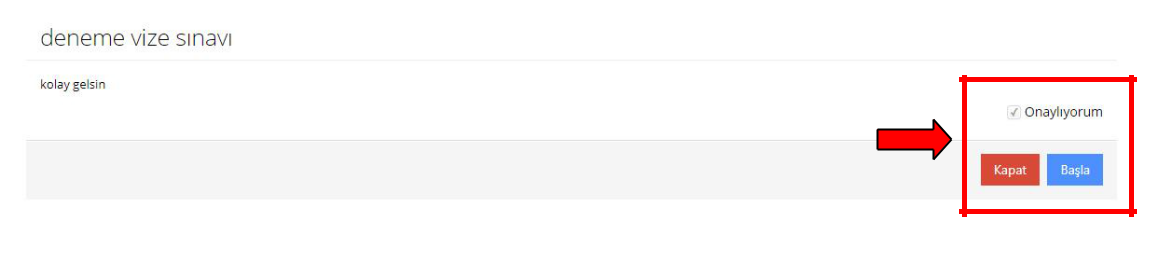 deneme vize sınavı
kolay gelsin
Onaylıyorum
Kapat Başla